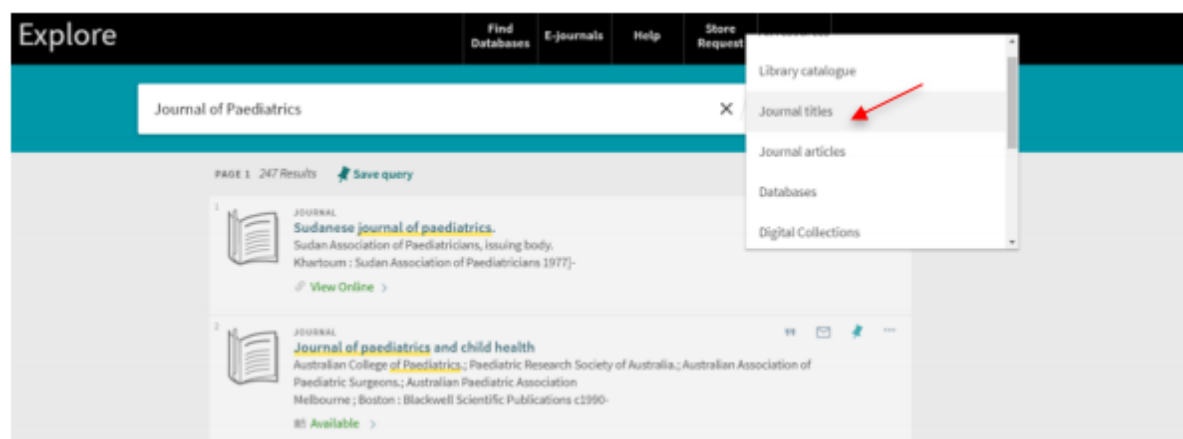 Explore
Find
Databases
E-journals
Help
Store
Request
Library catalogue
Journal of Paediatrics
Journal titles
Journal articles
Databases
Digital Collections
PAGE 1 247 Results Save query
1
JOURNAL
Sudanese journal of paediatrics.
Sudan Association of Paediatricians, issuing body.
Khartoum : Sudan Association of Paediatricians 1977]-
View Online >
2
JOURNAL
Journal of paediatrics and child health
Australian College of Paediatrics.; Paediatric Research Society of Australia.; Australian Association of
Paediatric Surgeons.; Australian Paediatric Association
Melbourne ; Boston : Blackwell Scientific Publications c1990-
Available >